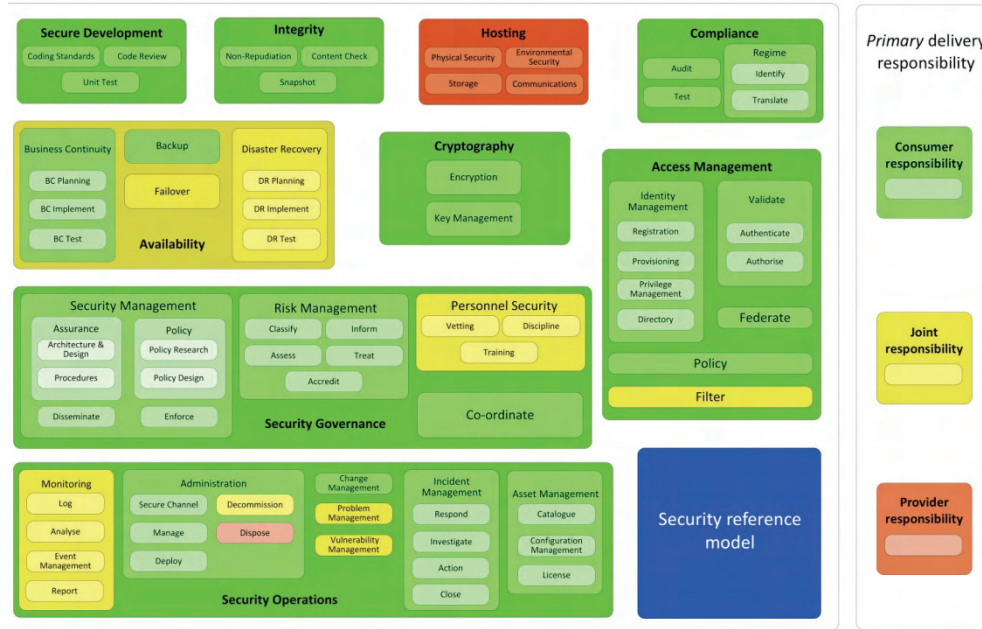 Secure Development
Coding Standards
Code Review
Unit Test
Integrity
Non-Repudiation
Content Check
Snapshot
Hosting
Physical Security
Environmental
Security
Storage
Communications
Compliance
Audit
Test
Regime
Identify
Translate
Business Continuity
BC Planning
BC Implement
BC Test
Backup
Failover
Disaster Recovery
DR Planning
DR Implement
DR Test
Availability
Cryptography
Encryption
Key Management
Access Management
Identity
Management
Registration
Provisioning
Privilege
Management
Directory
Validate
Authenticate
Authorise
Federate
Policy
Filter
Security Management
Assurance
Architecture &
Design
Procedures
Policy
Policy Research
Policy Design
Disseminate
Enforce
Risk Management
Classify
Inform
Assess
Treat
Accredit
Personnel Security
Vetting
Discipline
Training
Co-ordinate
Security Governance
Monitoring
Log
Analyse
Event
Management
Report
Administration
Secure Channel
Decommission
Manage
Dispose
Deploy
Change
Management
Problem
Management
Vulnerability
Management
Incident
Management
Respond
Investigate
Action
Close
Asset Management
Catalogue
Configuration
Management
License
Security Operations
Security reference
model
Primary delivery
responsibility
Consumer
responsibility
Joint
responsibility
Provider
responsibility